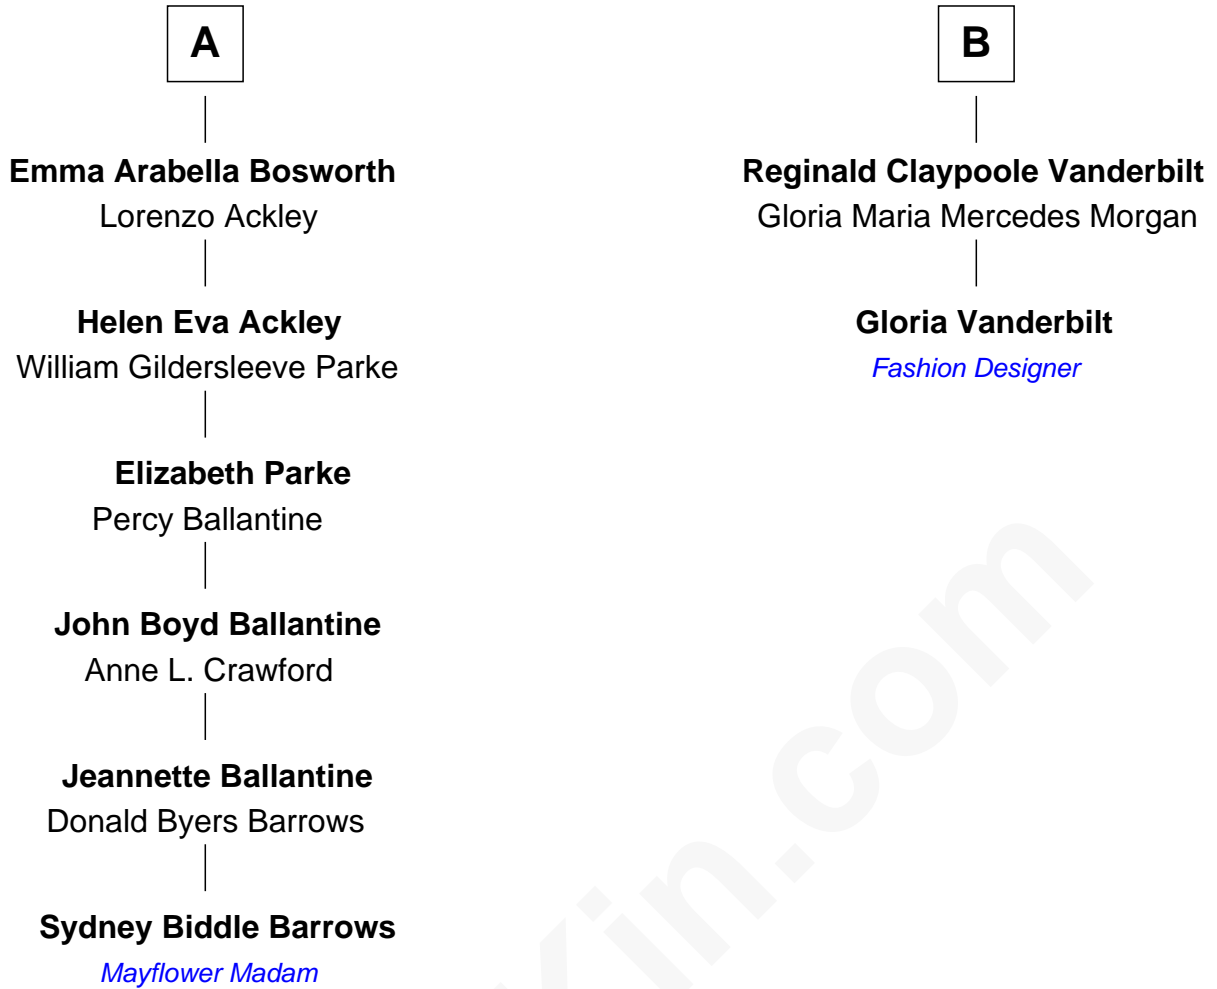 A
Emma Arabella Bosworth
Lorenzo Ackley
Helen Eva Ackley
William Gildersleeve Parke
Elizabeth Parke
Percy Ballantine
John Boyd Ballantine
Anne L. Crawford
Jeannette Ballantine
Donald Byers Barrows
Sydney Biddle Barrows
Mayflower Madam
B
Reginald Claypoole Vanderbilt
Gloria Maria Mercedes Morgan
Gloria Vanderbilt
Fashion Designer
Kin.com